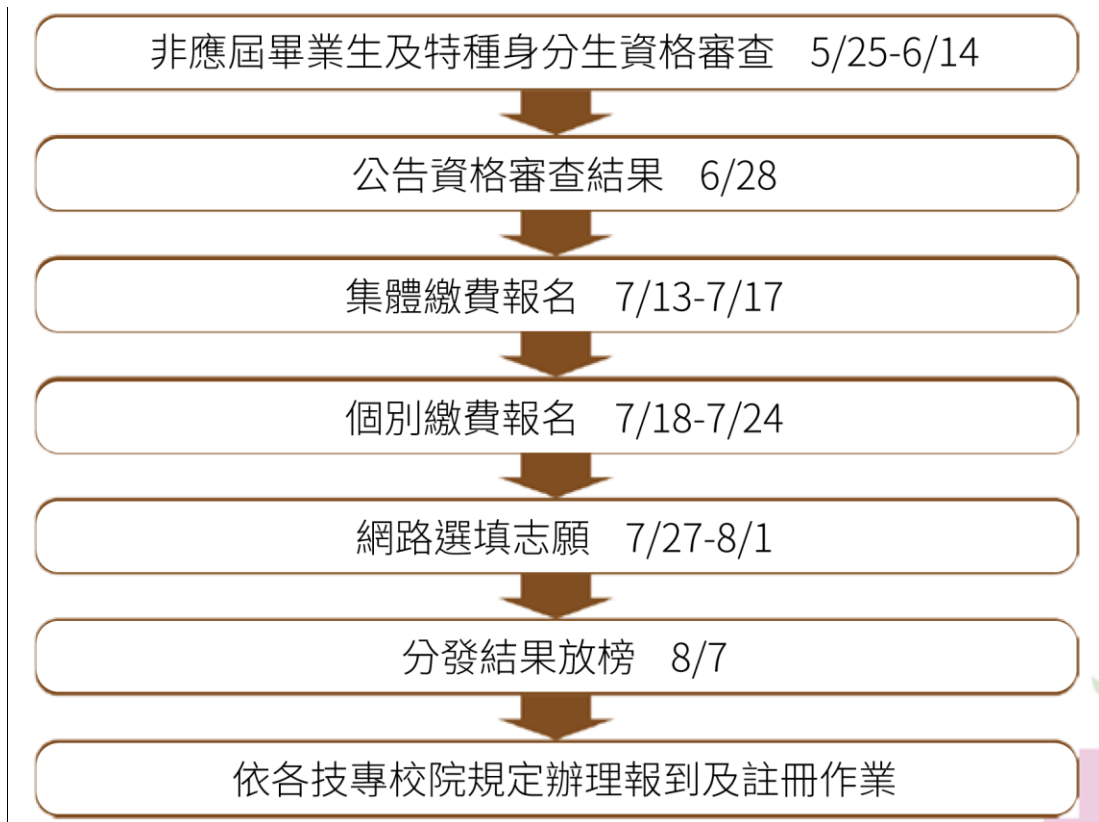 非應屆畢業生及特種身分生資格審查 5/25-6/14
公告資格審查結果 6/28
集體繳費報名 7/13-7/17
個別繳費報名 7/18-7/24
網路選填志願 7/27-8/1
分發結果放榜 8/7
依各技專校院規定辦理報到及註冊作業